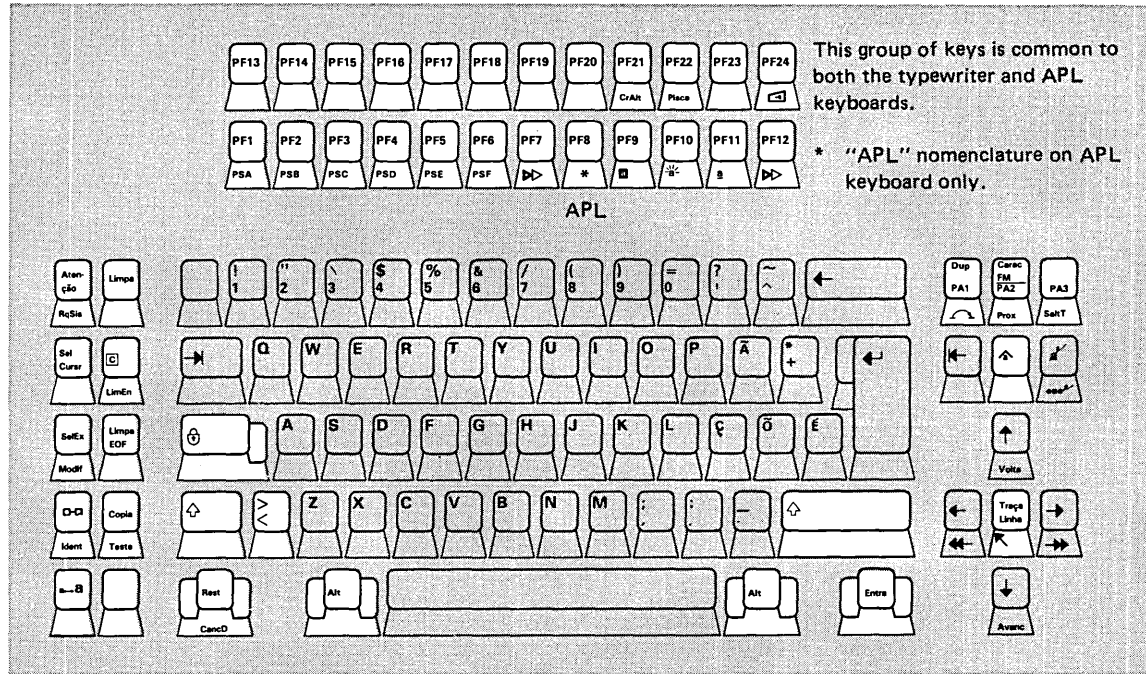 PF13 PF14 PF15 PF16 PF17 PF18 PF19 PF20 PF21 PF22 PF23 PF24
CrAlt Placa
This group of keys is common to
both the typewriter and APL
keyboards.
PF1 PF2 PF3 PF4 PF5 PF6 PF7 PF8 PF9 PF10 PF11 PF12
PSA PSB PSC PSD PSE PSF * a
* "APL" nomenclature on APL
keyboard only.
APL
Aten-
ção
RqSis
Limpa
! " \ $ % & / ( ) = ? ~
1 2 3 4 5 6 7 8 9 0 ' ^
←
Dup
PA1
Carac
FM
PA2
Prox
PA3
SaltT
Sel
Cursr
C
LimEn
→| Q W E R T Y U I O P Ã *
+
↵
|←
SelEx
Modif
Limpa
EOF
A S D F G H J K L Ç Õ É
↑
Volta
Ident
Copia
Teste
⇧ >
< Z X C V B N M ;
, :
. —
- ⇧
← Traça
Linha →
↖
a
Rest
CancD
Alt
Alt
Entra
↓
Avanc